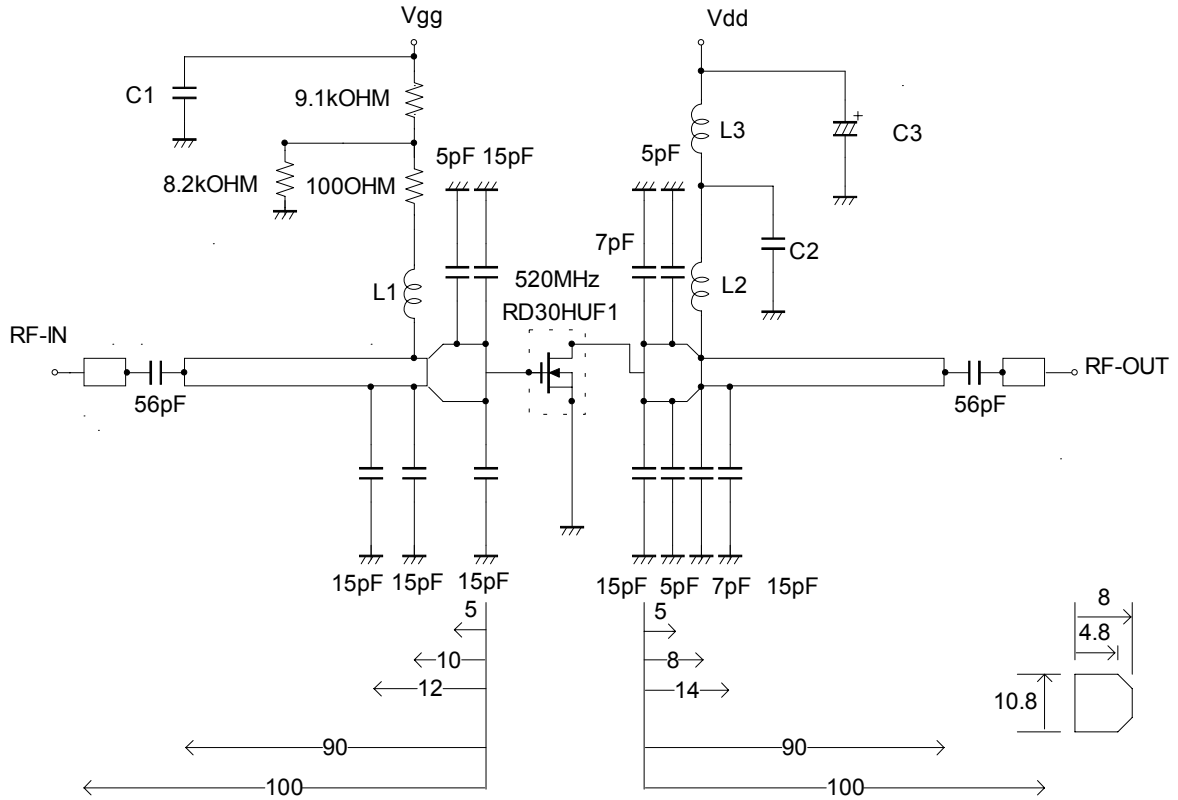 Vgg
Vdd
C1
9.1kOHM
L3
C3
5pF 15pF
5pF
8.2kOHM
100OHM
7pF
C2
520MHz
L1
L2
RD30HUF1
RF-IN
RF-OUT
56pF
56pF
15pF 15pF 15pF
15pF 5pF 7pF 15pF
5
5
8
4.8
10
8
12
14
10.8
90
90
100
100